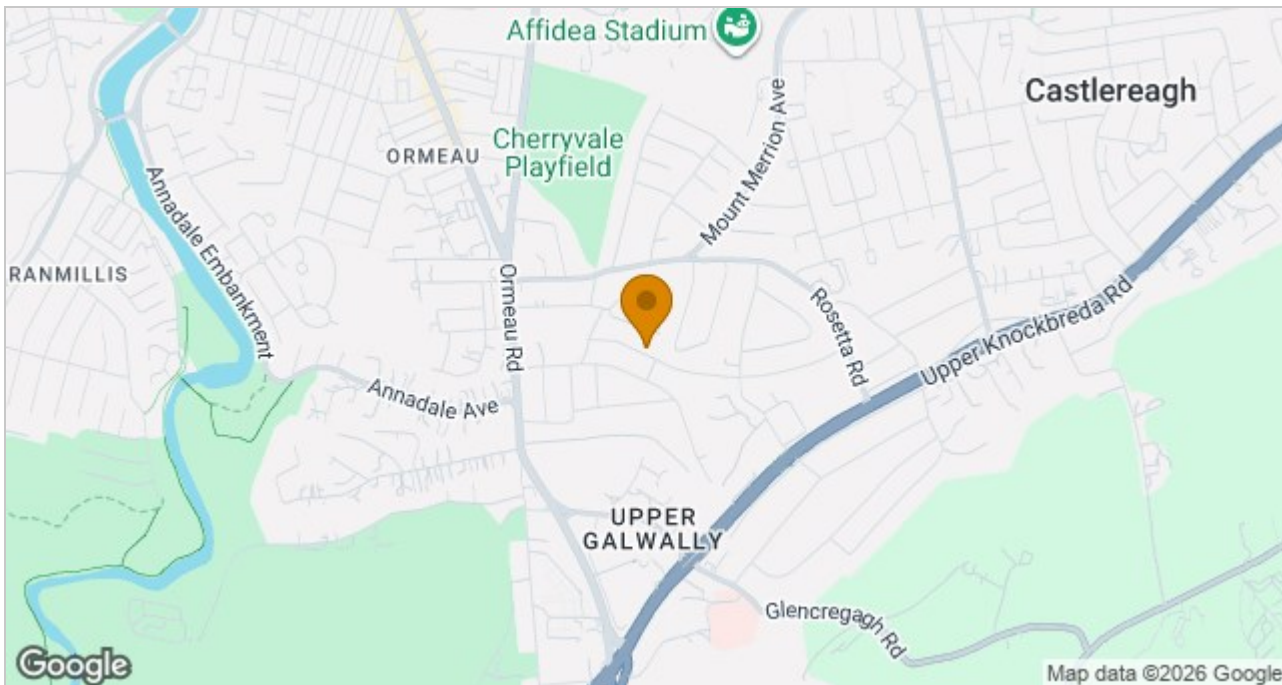 Affidea Stadium
Castlereagh
Cherryvale
Playfield
ORMEAU
Mount Merrion Ave
Annadale Embankment
RANMILLIS
Ormeau Rd
Rosetta Rd
Upper Knockbreda Rd
Annadale Ave
UPPER
GALWALLY
Glencregagh Rd
Google
Map data ©2026 Google